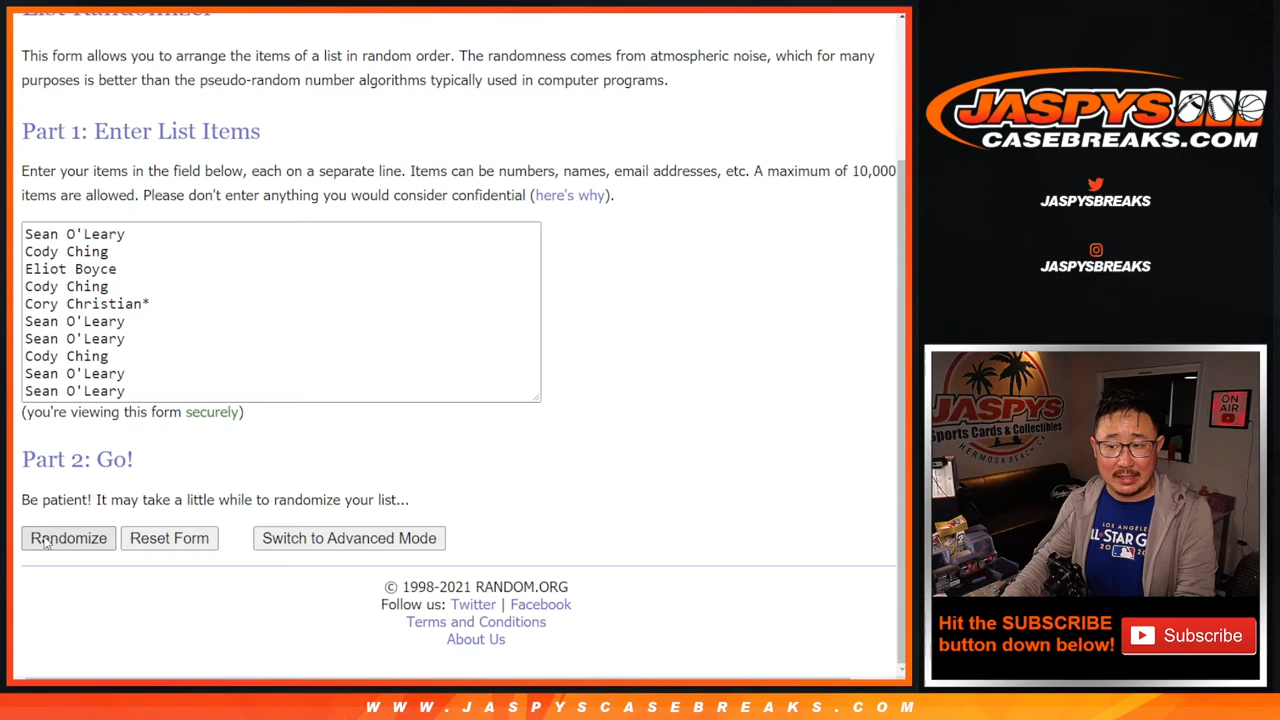 List Randomizer
This form allows you to arrange the items of a list in random order. The randomness comes from atmospheric noise, which for many
purposes is better than the pseudo-random number algorithms typically used in computer programs.
Part 1: Enter List Items
Enter your items in the field below, each on a separate line. Items can be numbers, names, email addresses, etc. A maximum of 10,000
items are allowed. Please don't enter anything you would consider confidential (here's why).
Sean O'Leary
Cody Ching
Eliot Boyce
Cody Ching
Cory Christian*
Sean O'Leary
Sean O'Leary
Cody Ching
Sean O'Leary
Sean O'Leary
(you're viewing this form securely)
Part 2: Go!
Be patient! It may take a little while to randomize your list...
Randomize
Reset Form
Switch to Advanced Mode
© 1998-2021 RANDOM.ORG
Follow us: Twitter | Facebook
Terms and Conditions
About Us
JASPYS
CASEBREAKS.COM
JASPYSBREAKS
JASPYSBREAKS
JASPYS
Sports Cards & Collectibles
HERMOSA BEACH, CA
ON
AIR
LOS ANGELES
ALL STAR G
Hit the SUBSCRIBE
button down below!
Subscribe
WWW.JASPYSCASEBREAKS.COM